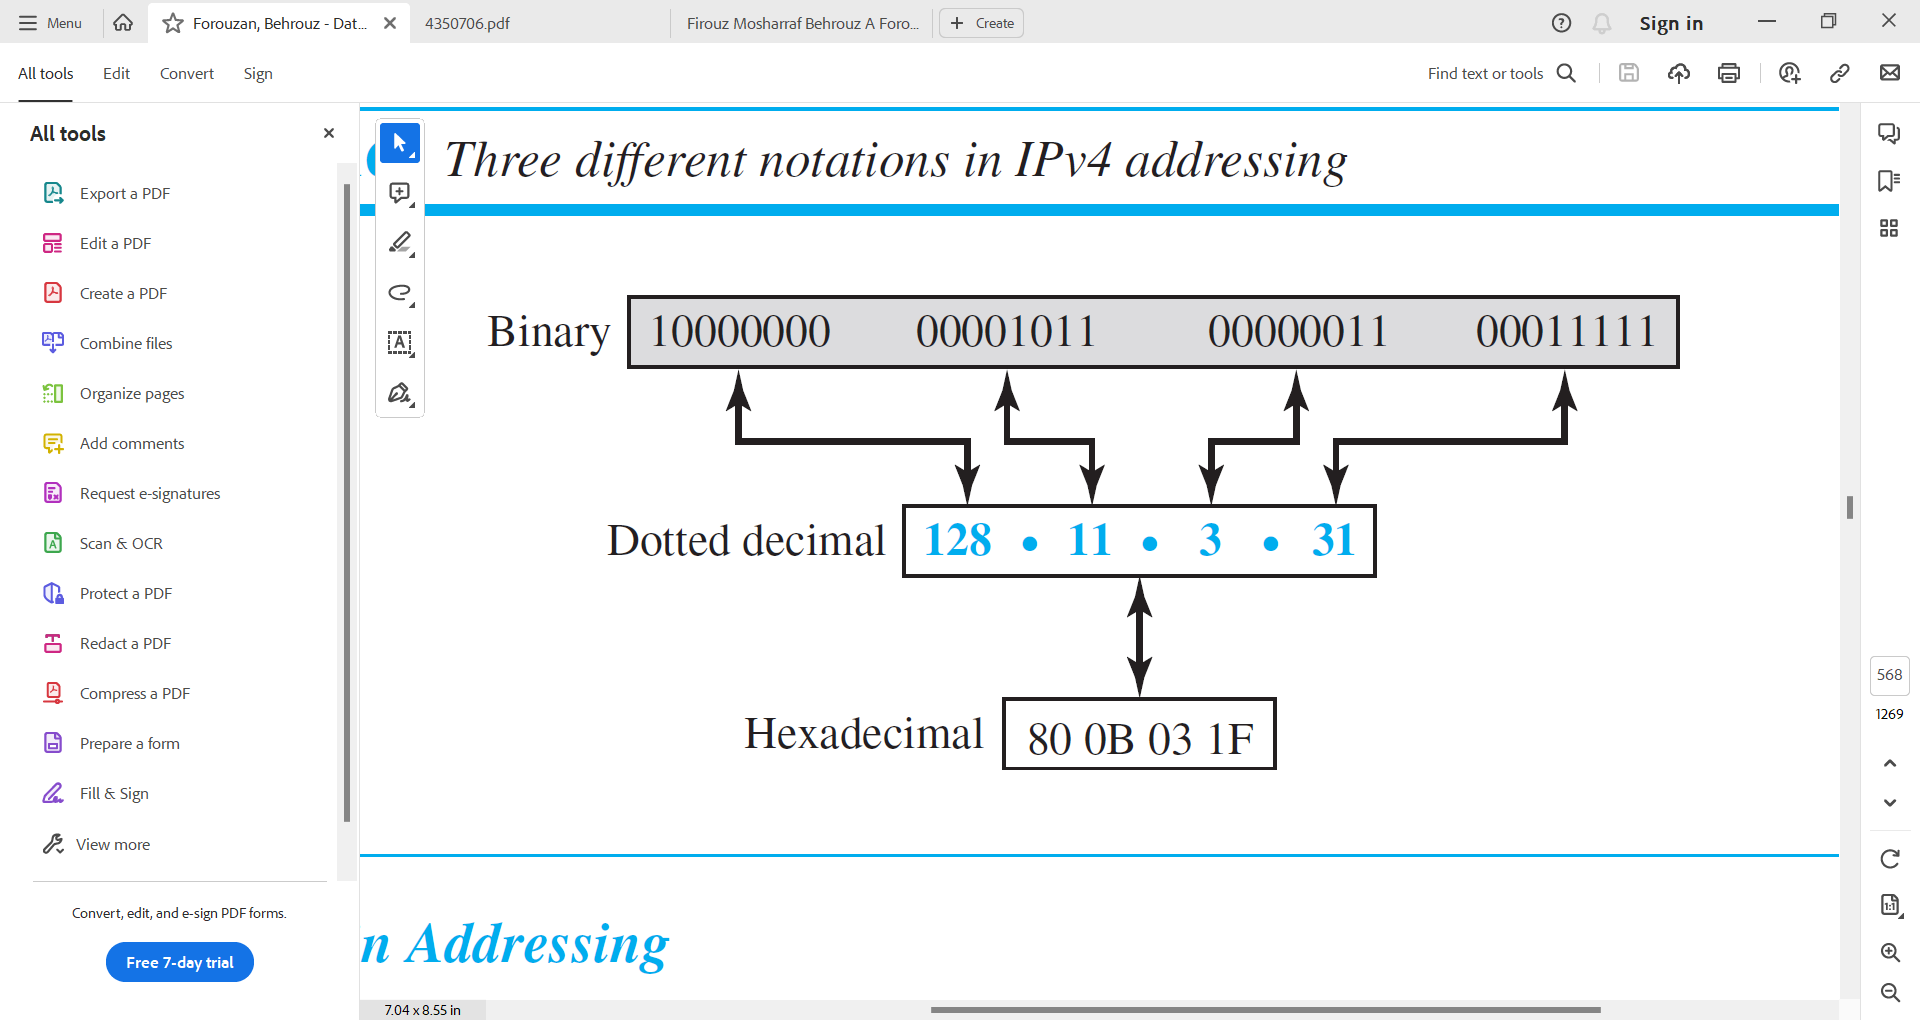 Menu
Forouzan, Behrouz - Dat...
4350706.pdf
Firouz Mosharraf Behrouz A Foro...
+ Create
Sign in
All tools
Edit
Convert
Sign
Find text or tools
All tools
Export a PDF
Edit a PDF
Create a PDF
Combine files
Organize pages
Add comments
Request e-signatures
Scan & OCR
Protect a PDF
Redact a PDF
Compress a PDF
Prepare a form
Fill & Sign
View more
Convert, edit, and e-sign PDF forms.
Free 7-day trial
Three different notations in IPv4 addressing
Binary 10000000 00001011 00000011 00011111
Dotted decimal 128 • 11 • 3 • 31
Hexadecimal 80 0B 03 1F
n Addressing
7.04 x 8.55 in
568
1269